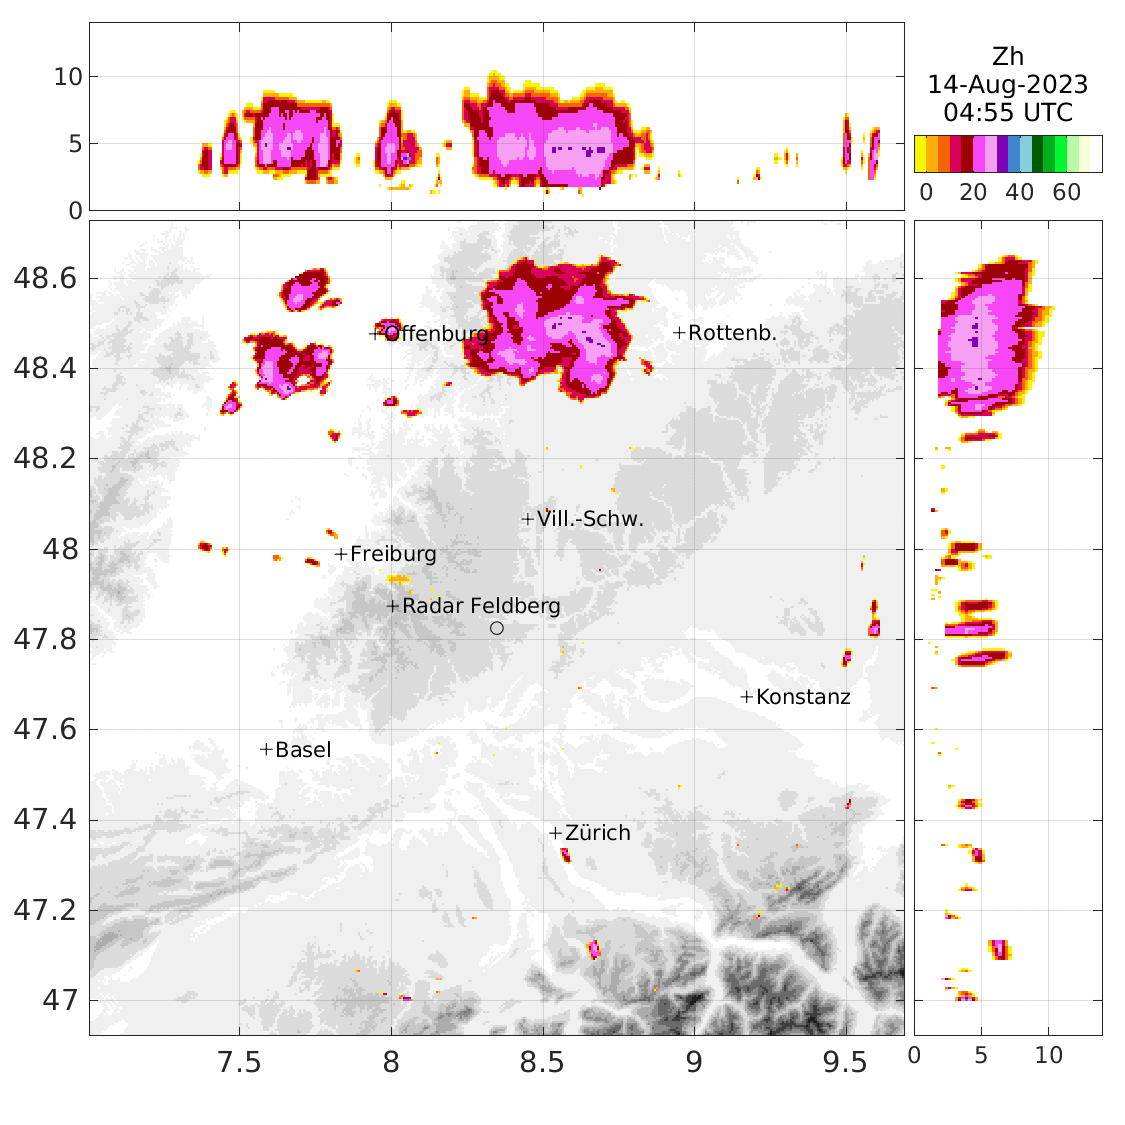 10
5
0
Zh
14-Aug-2023
04:55 UTC
0 20 40 60
48.6
48.4
48.2
48
47.8
47.6
47.4
47.2
47
Offenburg
Rottenb.
Vill.-Schw.
Freiburg
Radar Feldberg
Konstanz
Basel
Zürich
7.5 8 8.5 9 9.5
0 5 10